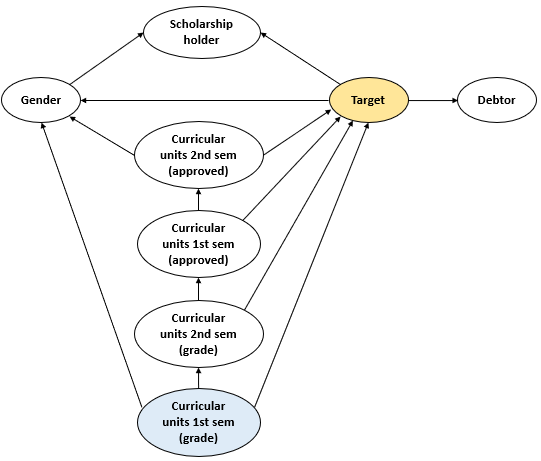 Scholarship
holder
Gender
Target
Debtor
Curricular
units 2nd sem
(approved)
Curricular
units 1st sem
(approved)
Curricular
units 2nd sem
(grade)
Curricular
units 1st sem
(grade)